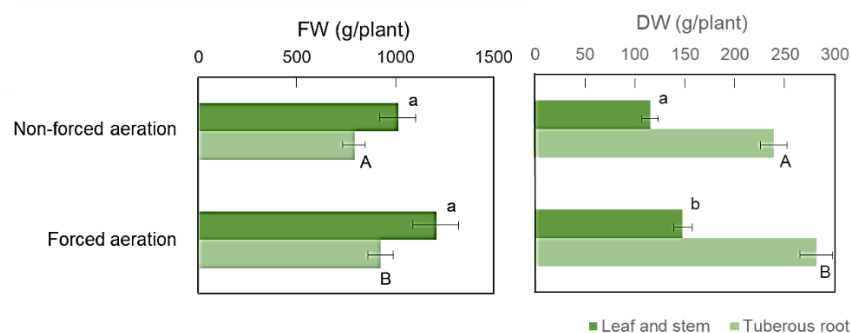 FW (g/plant)
0 500 1000 1500
DW (g/plant)
0 50 100 150 200 250 300
Non-forced aeration
a
A
a
A
Forced aeration
a
B
b
B
Leaf and stem
Tuberous root